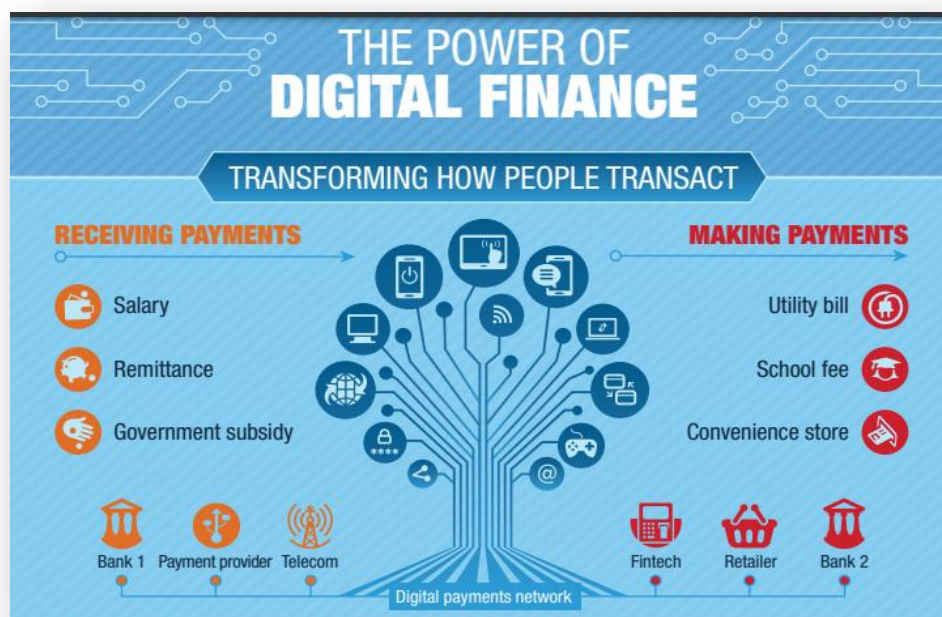 THE POWER OF
DIGITAL FINANCE
TRANSFORMING HOW PEOPLE TRANSACT
RECEIVING PAYMENTS
Salary
Remittance
Government subsidy
MAKING PAYMENTS
Utility bill
School fee
Convenience store
****
@
Bank 1
Payment provider
Telecom
Fintech
Retailer
Bank 2
Digital payments network